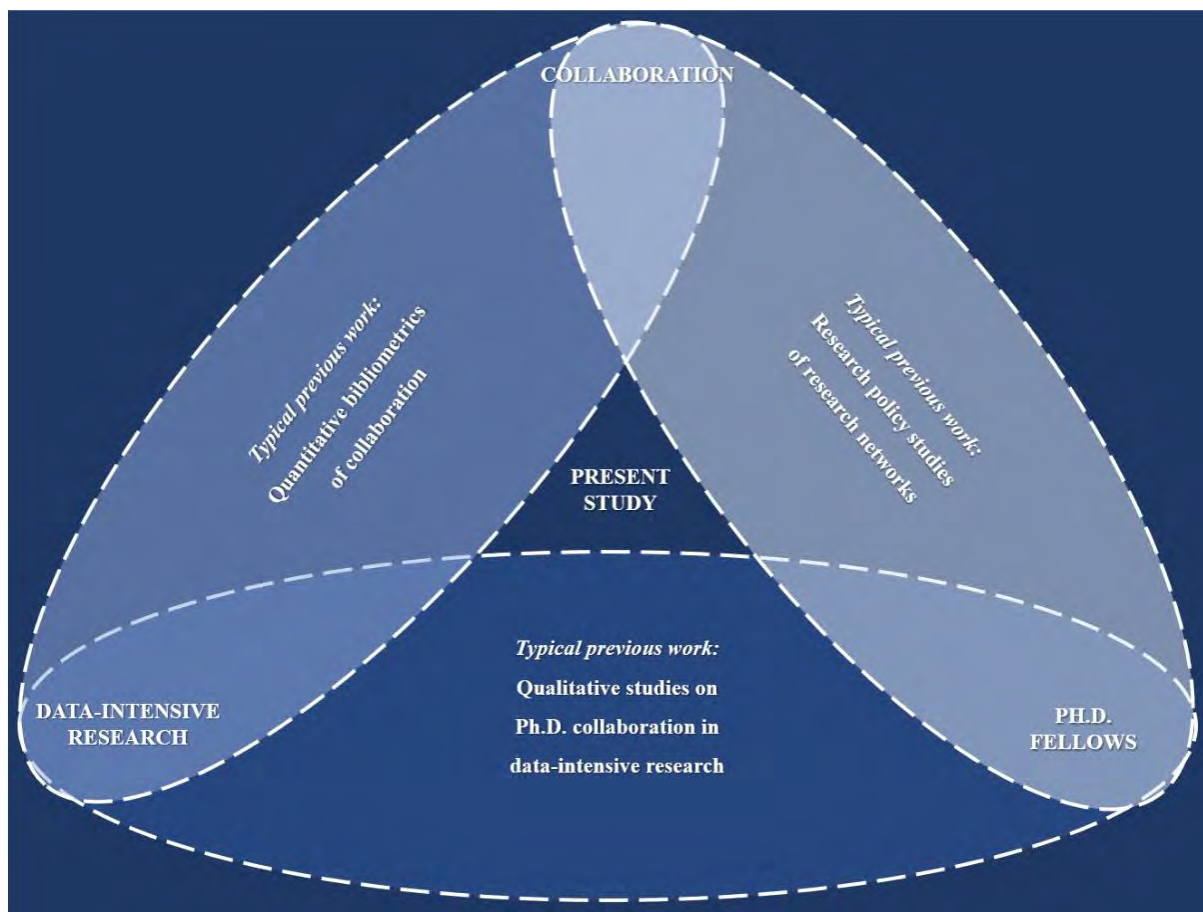 COLLABORATION
Typical previous work:
Quantitative bibliometrics
of collaboration
Typical previous work:
Research policy studies
of research networks
PRESENT
STUDY
Typical previous work:
Qualitative studies on
Ph.D. collaboration in
data-intensive research
DATA-INTENSIVE
RESEARCH
PH.D.
FELLOWS